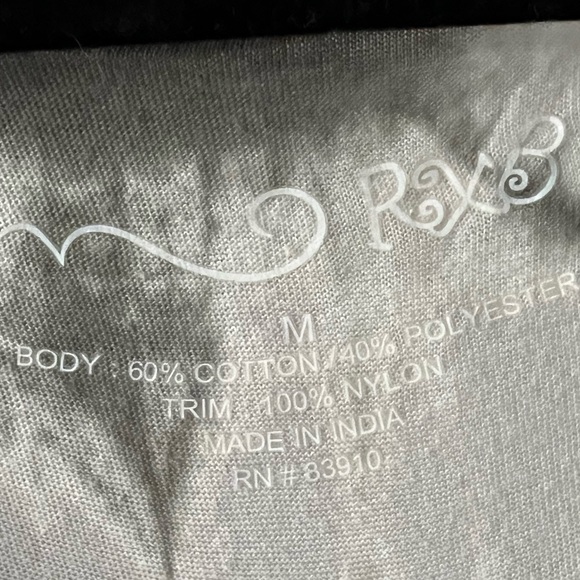 RXB
M
BODY : 60% COTTON / 40% POLYESTER
TRIM : 100% NYLON
MADE IN INDIA
RN # 83910